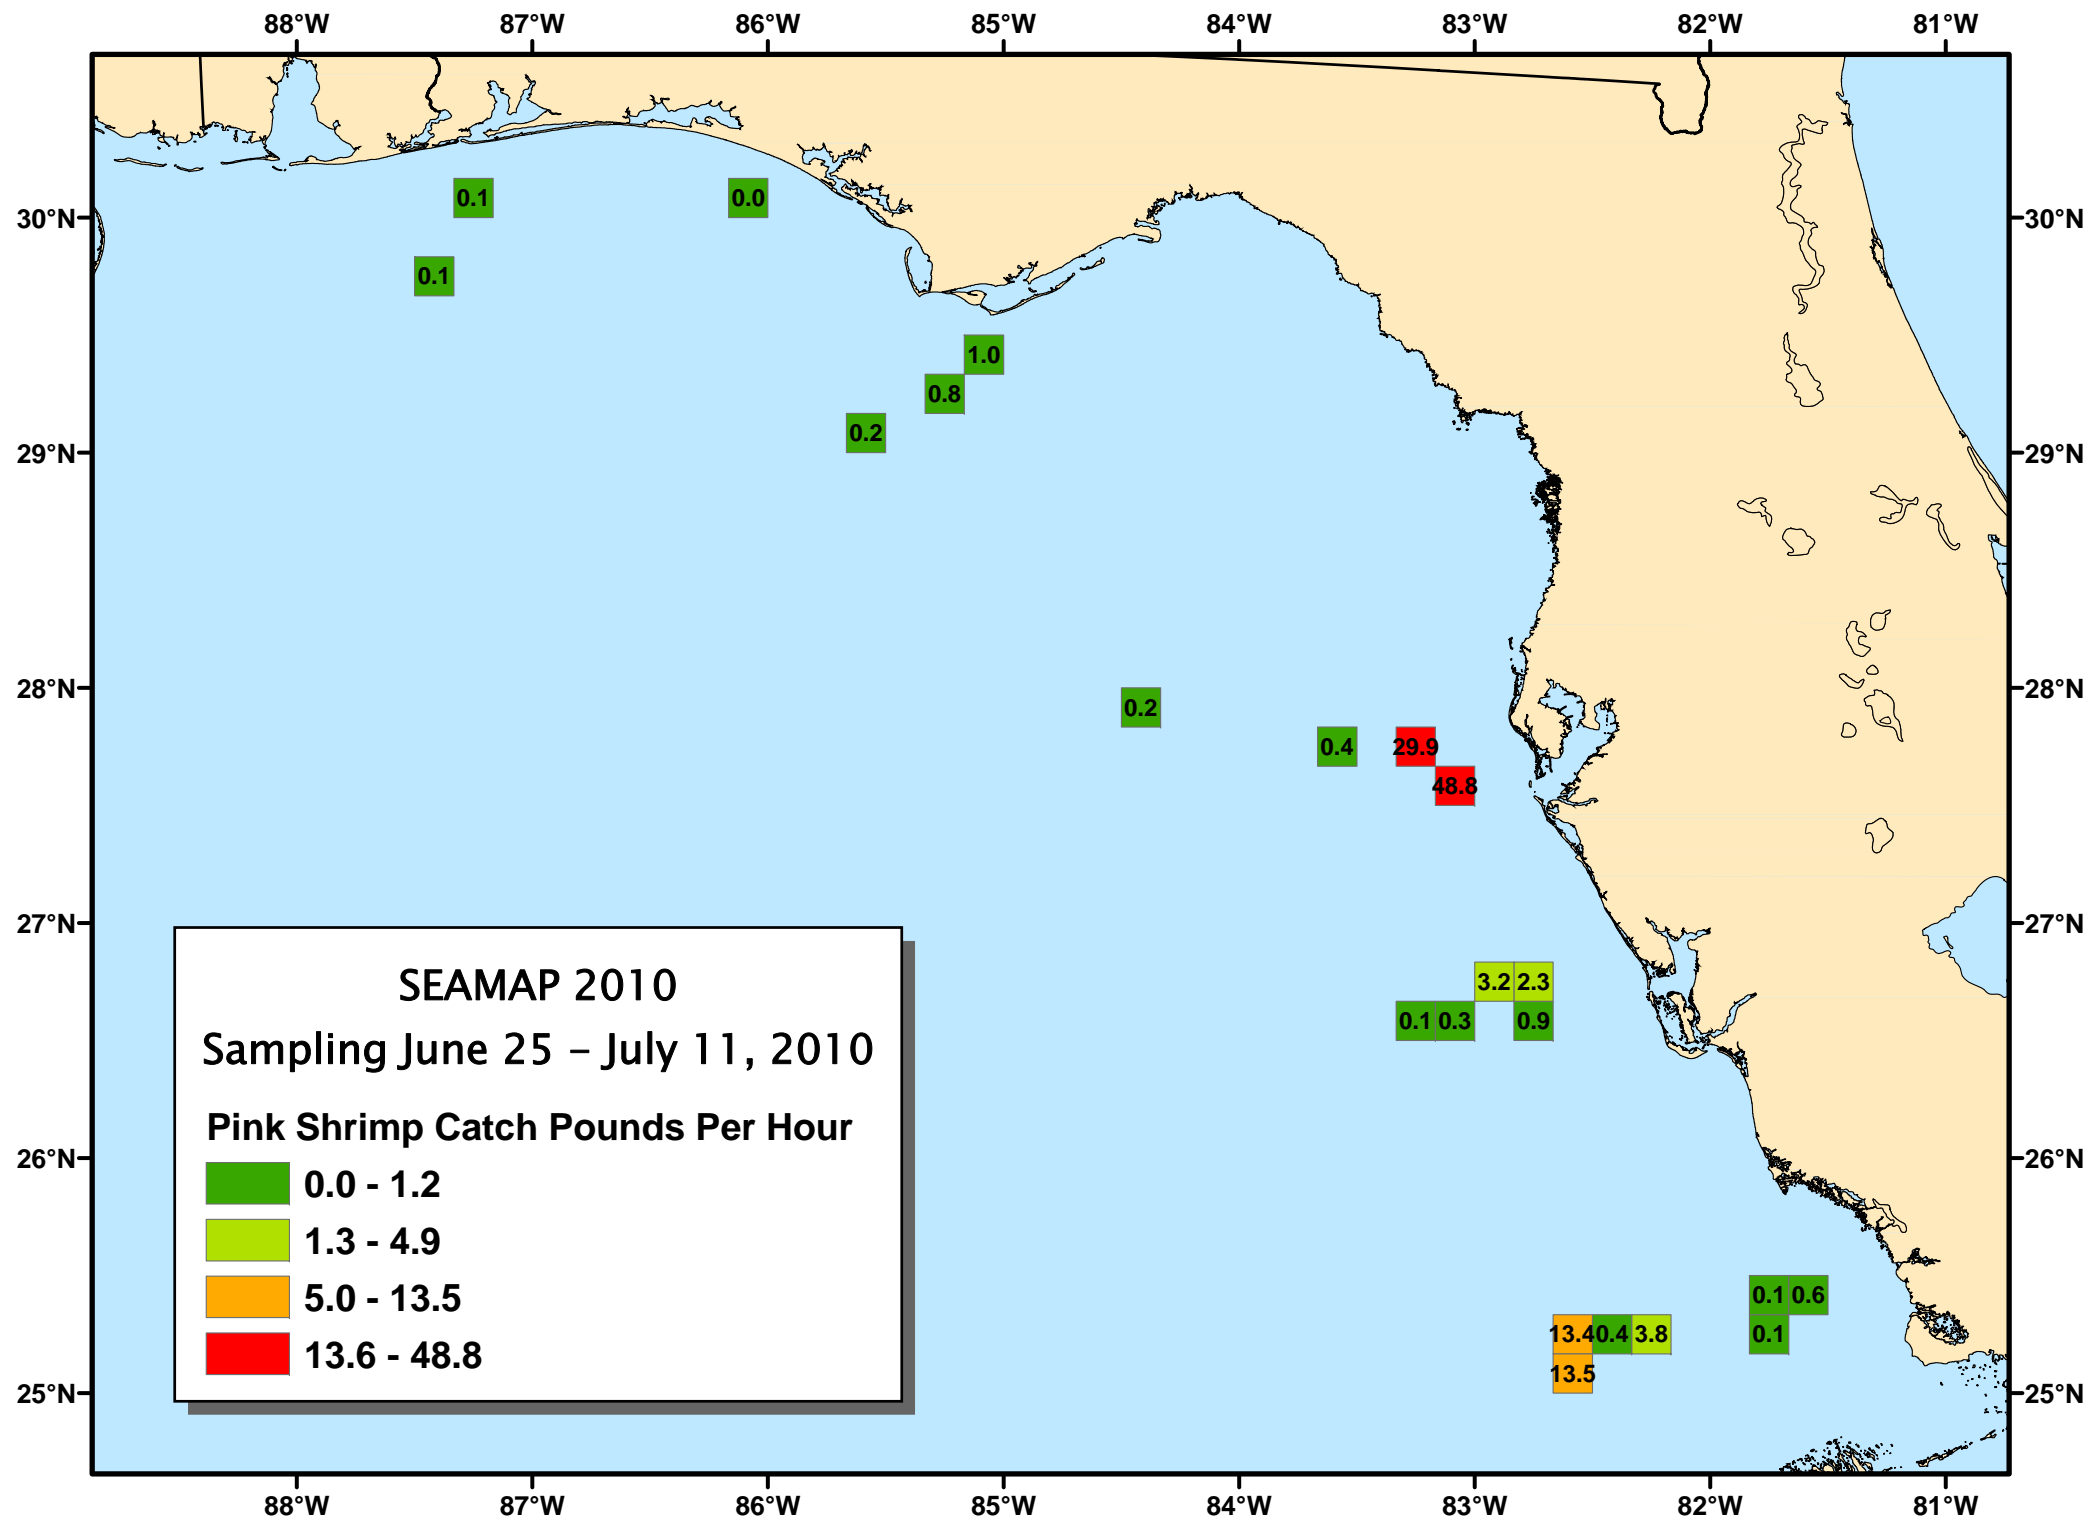 88°W 87°W 86°W 85°W 84°W 83°W 82°W 81°W
0.1 0.0
30°N 30°N
0.1
1.0
0.8
0.2
29°N 29°N
28°N 28°N
0.2
0.4 29.9
48.8
27°N 27°N
3.2 2.3
0.1 0.3 0.9
SEAMAP 2010
Sampling June 25 – July 11, 2010
Pink Shrimp Catch Pounds Per Hour
0.0 - 1.2
1.3 - 4.9
5.0 - 13.5
13.6 - 48.8
26°N 26°N
0.1 0.6
13.4 0.4 3.8 0.1
13.5
25°N 25°N
88°W 87°W 86°W 85°W 84°W 83°W 82°W 81°W